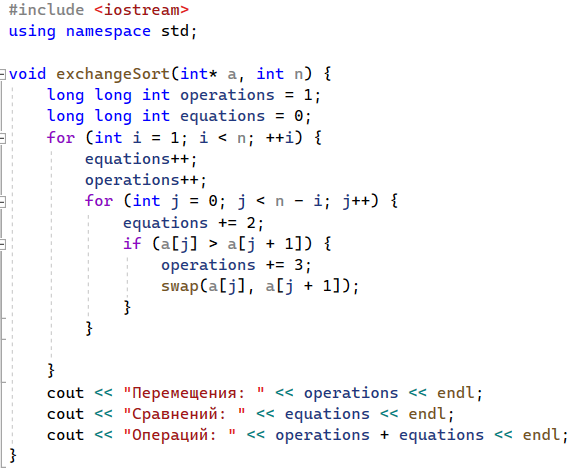 #include <iostream>
using namespace std;
void exchangeSort(int* a, int n) {
long long int operations = 1;
long long int equations = 0;
for (int i = 1; i < n; ++i) {
equations++;
operations++;
for (int j = 0; j < n - i; j++) {
equations += 2;
if (a[j] > a[j + 1]) {
operations += 3;
swap(a[j], a[j + 1]);
}
}
}
cout << "Перемещения: " << operations << endl;
cout << "Сравнений: " << equations << endl;
cout << "Операций: " << operations + equations << endl;
}